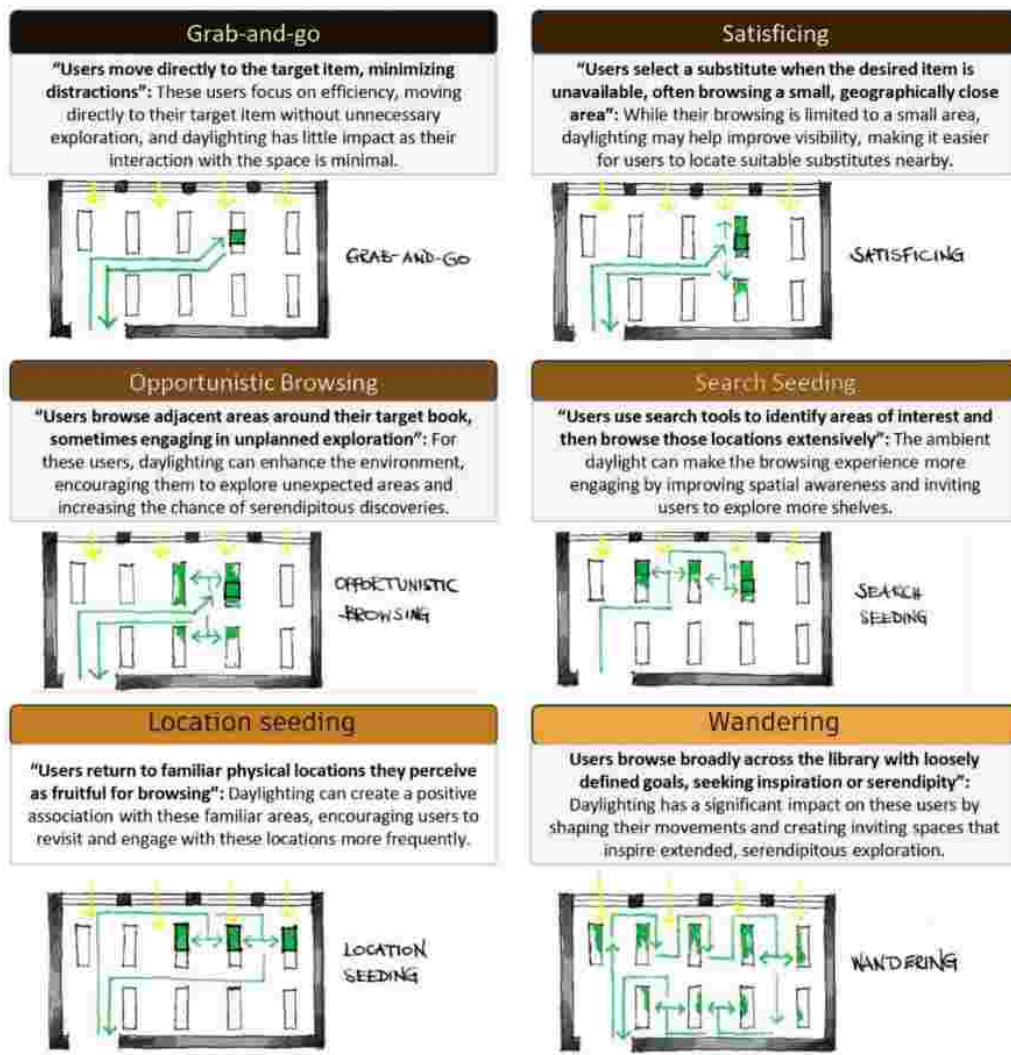 Grab-and-go
“Users move directly to the target item, minimizing
distractions”: These users focus on efficiency, moving
directly to their target item without unnecessary
exploration, and daylighting has little impact as their
interaction with the space is minimal.
GRAB-AND-GO
Satisficing
“Users select a substitute when the desired item is
unavailable, often browsing a small, geographically close
area”: While their browsing is limited to a small area,
daylighting may help improve visibility, making it easier
for users to locate suitable substitutes nearby.
SATISFICING
Opportunistic Browsing
“Users browse adjacent areas around their target book,
sometimes engaging in unplanned exploration”: For
these users, daylighting can enhance the environment,
encouraging them to explore unexpected areas and
increasing the chance of serendipitous discoveries.
OPPORTUNISTIC
BROWSING
Search Seeding
“Users use search tools to identify areas of interest and
then browse those locations extensively”: The ambient
daylight can make the browsing experience more
engaging by improving spatial awareness and inviting
users to explore more shelves.
SEARCH
SEEDING
Location seeding
“Users return to familiar physical locations they perceive
as fruitful for browsing”: Daylighting can create a positive
association with these familiar areas, encouraging users to
revisit and engage with these locations more frequently.
LOCATION
SEEDING
Wandering
Users browse broadly across the library with loosely
defined goals, seeking inspiration or serendipity”:
Daylighting has a significant impact on these users by
shaping their movements and creating inviting spaces that
inspire extended, serendipitous exploration.
WANDERING